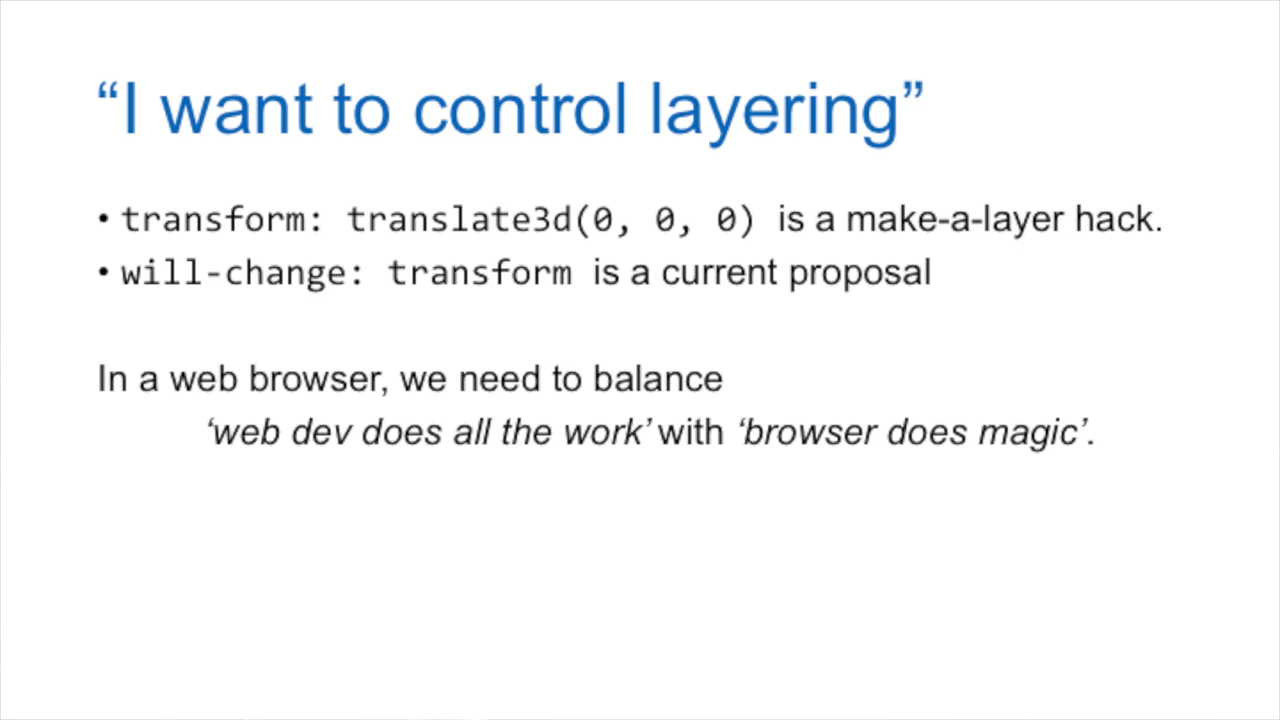 “I want to control layering”
• transform: translate3d(0, 0, 0) is a make-a-layer hack.
• will-change: transform is a current proposal
In a web browser, we need to balance
‘web dev does all the work’ with ‘browser does magic’.